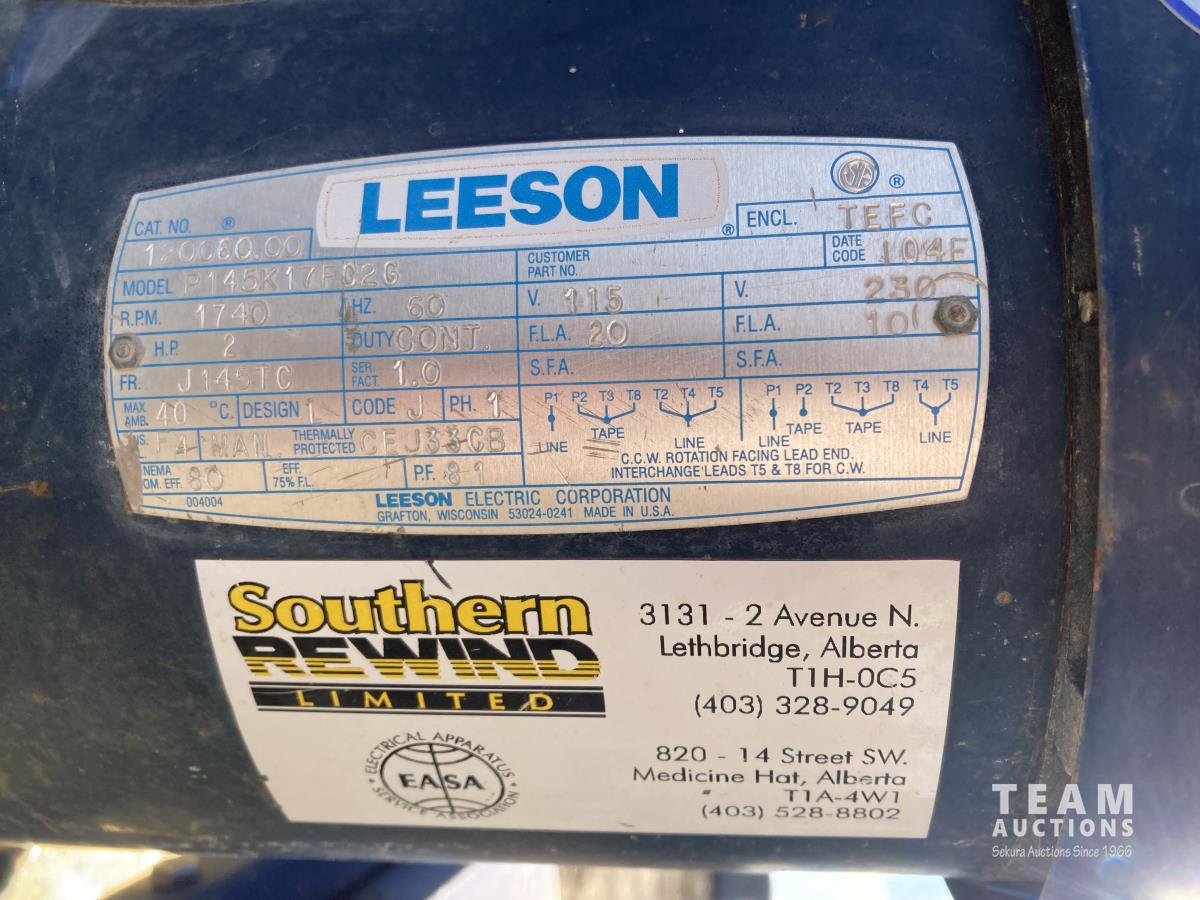 LEESON ®
CAT. NO. ®
ENCL. TEFC
DATE CODE 104F
MODEL P145K17FC2G
CUSTOMER PART NO.
R.P.M. 1740 HZ. 60 V. 115 V. 230
H.P. 2 DUTY CONT. F.L.A. 20 F.L.A. 10
FR. J145TC SER. FACT. 1.0 S.F.A. S.F.A.
MAX. AMB. 40 °C. DESIGN L CODE J PH. 1
INS. F4 MAN. THERMALLY PROTECTED CEJ33CB
NEMA NOM. EFF. 80 EFF. 75% F.L. P.F. 81
P1 P2 T3 T8 T2 T4 T5 P1 P2 T2 T3 T8 T4 T5
LINE TAPE LINE LINE TAPE TAPE LINE
C.C.W. ROTATION FACING LEAD END.
INTERCHANGE LEADS T5 & T8 FOR C.W.
004004
LEESON ELECTRIC CORPORATION
GRAFTON, WISCONSIN 53024-0241 MADE IN U.S.A.
Southern
REWIND
LIMITED
ELECTRICAL APPARATUS
EASA
SERVICE ASSOCIATION
3131 - 2 Avenue N.
Lethbridge, Alberta
T1H-0C5
(403) 328-9049
820 - 14 Street SW.
Medicine Hat, Alberta
T1A-4W1
(403) 528-8802
TEAM
AUCTIONS
Sekura Auctions Since 1966